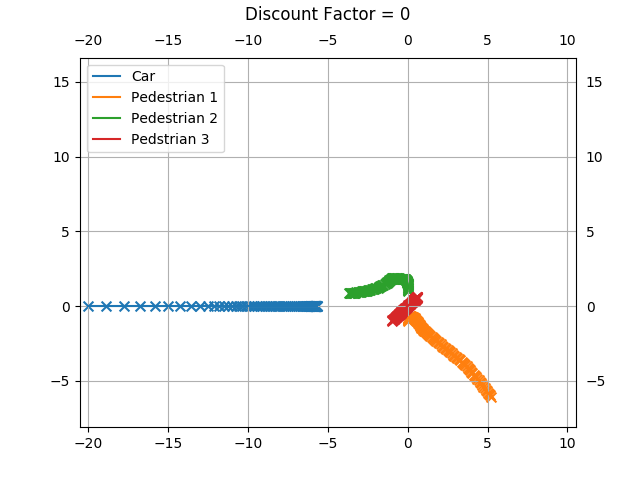 Discount Factor = 0
−20 −15 −10 −5 0 5 10
Car
Pedestrian 1
Pedestrian 2
Pedstrian 3
15 15
10 10
5 5
0 0
−5 −5
−20 −15 −10 −5 0 5 10